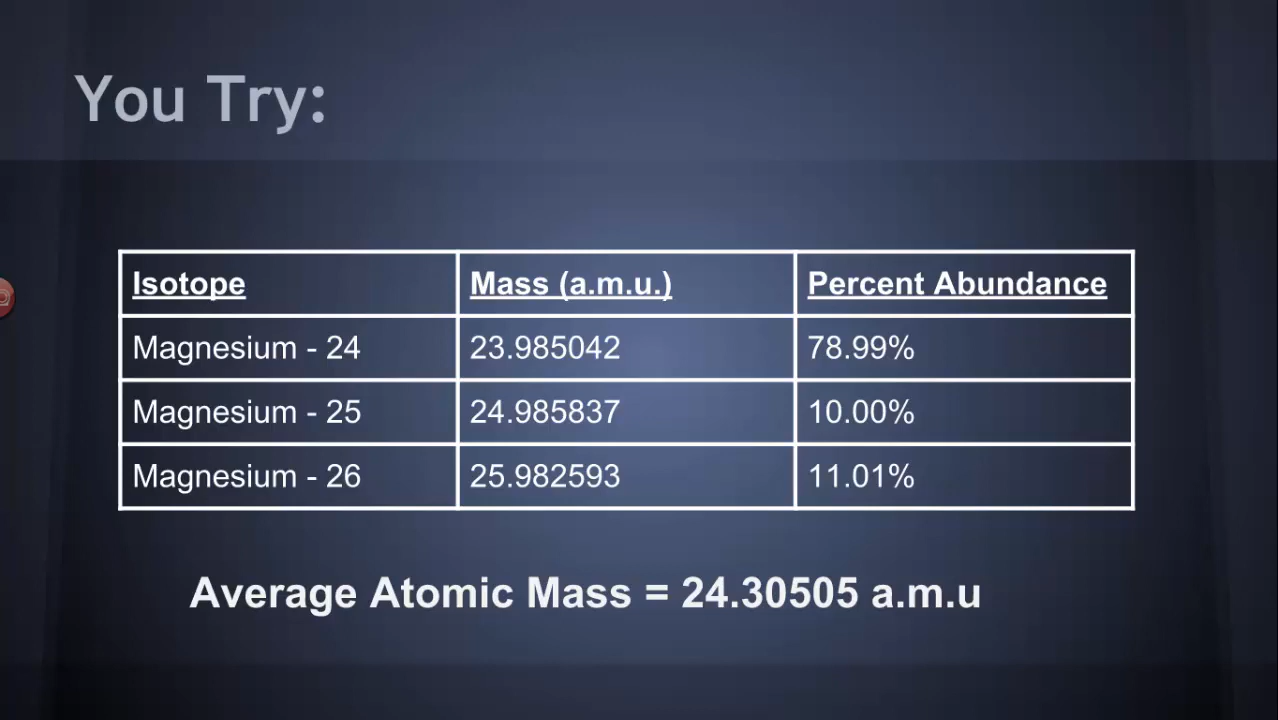 You Try:
Isotope Mass (a.m.u.) Percent Abundance
Magnesium - 24 23.985042 78.99%
Magnesium - 25 24.985837 10.00%
Magnesium - 26 25.982593 11.01%
Average Atomic Mass = 24.30505 a.m.u